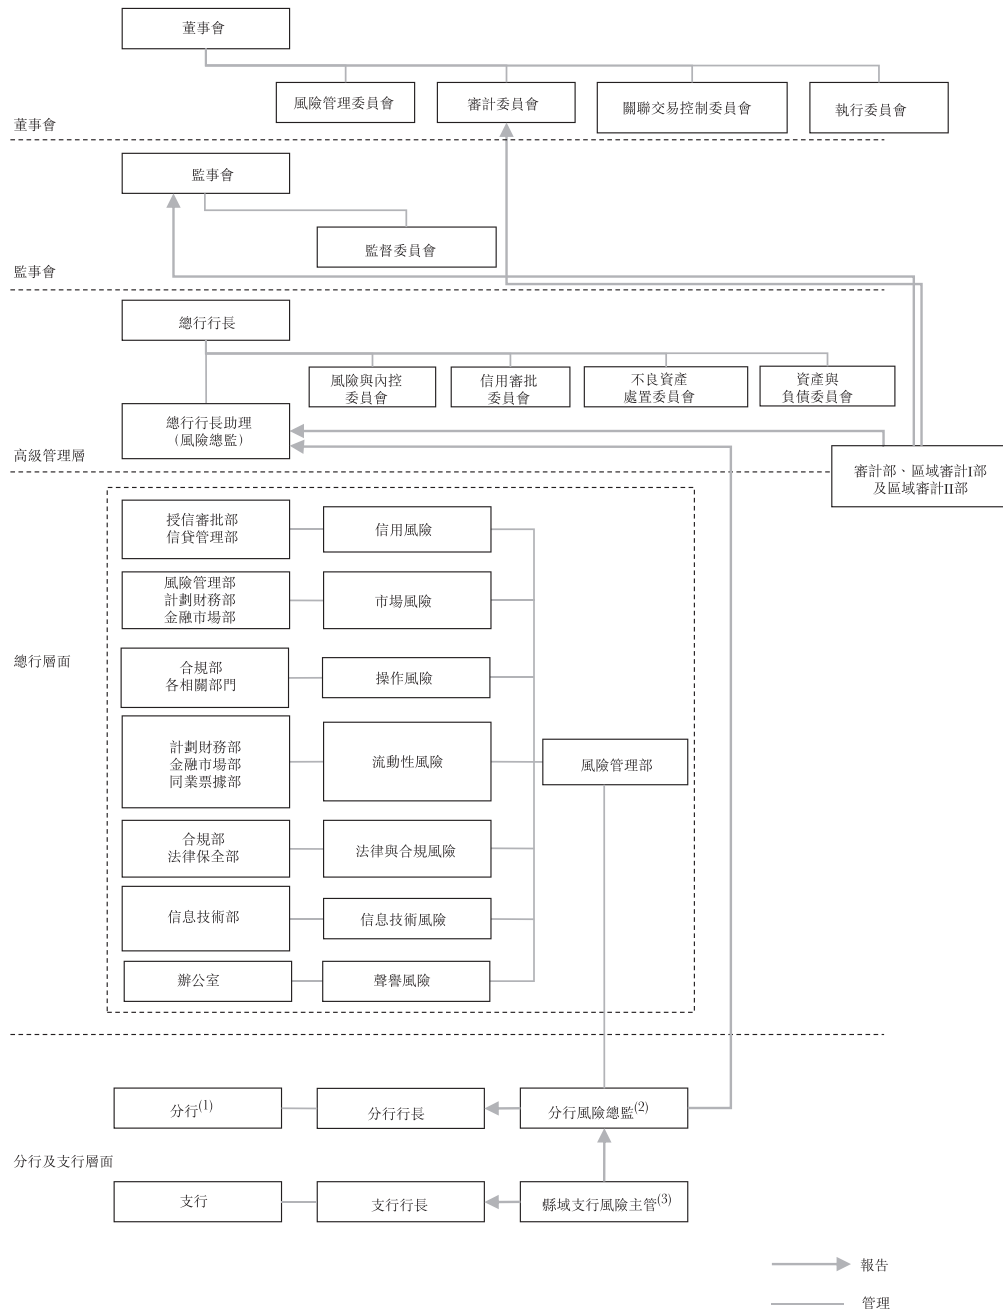 董事會
風險管理委員會
審計委員會
關聯交易控制委員會
執行委員會
董事會
監事會
監督委員會
監事會
總行行長
風險與內控
委員會
信用審批
委員會
不良資產
處置委員會
資產與
負債委員會
總行行長助理
（風險總監）
高級管理層
審計部、區域審計I部
及區域審計II部
授信審批部
信貸管理部
信用風險
風險管理部
計劃財務部
金融市場部
市場風險
總行層面
合規部
各相關部門
操作風險
計劃財務部
金融市場部
同業票據部
流動性風險
風險管理部
合規部
法律保全部
法律與合規風險
信息技術部
信息技術風險
辦公室
聲譽風險
分行(1)
分行行長
分行風險總監(2)
分行及支行層面
支行
支行行長
縣域支行風險主管(3)
報告
管理